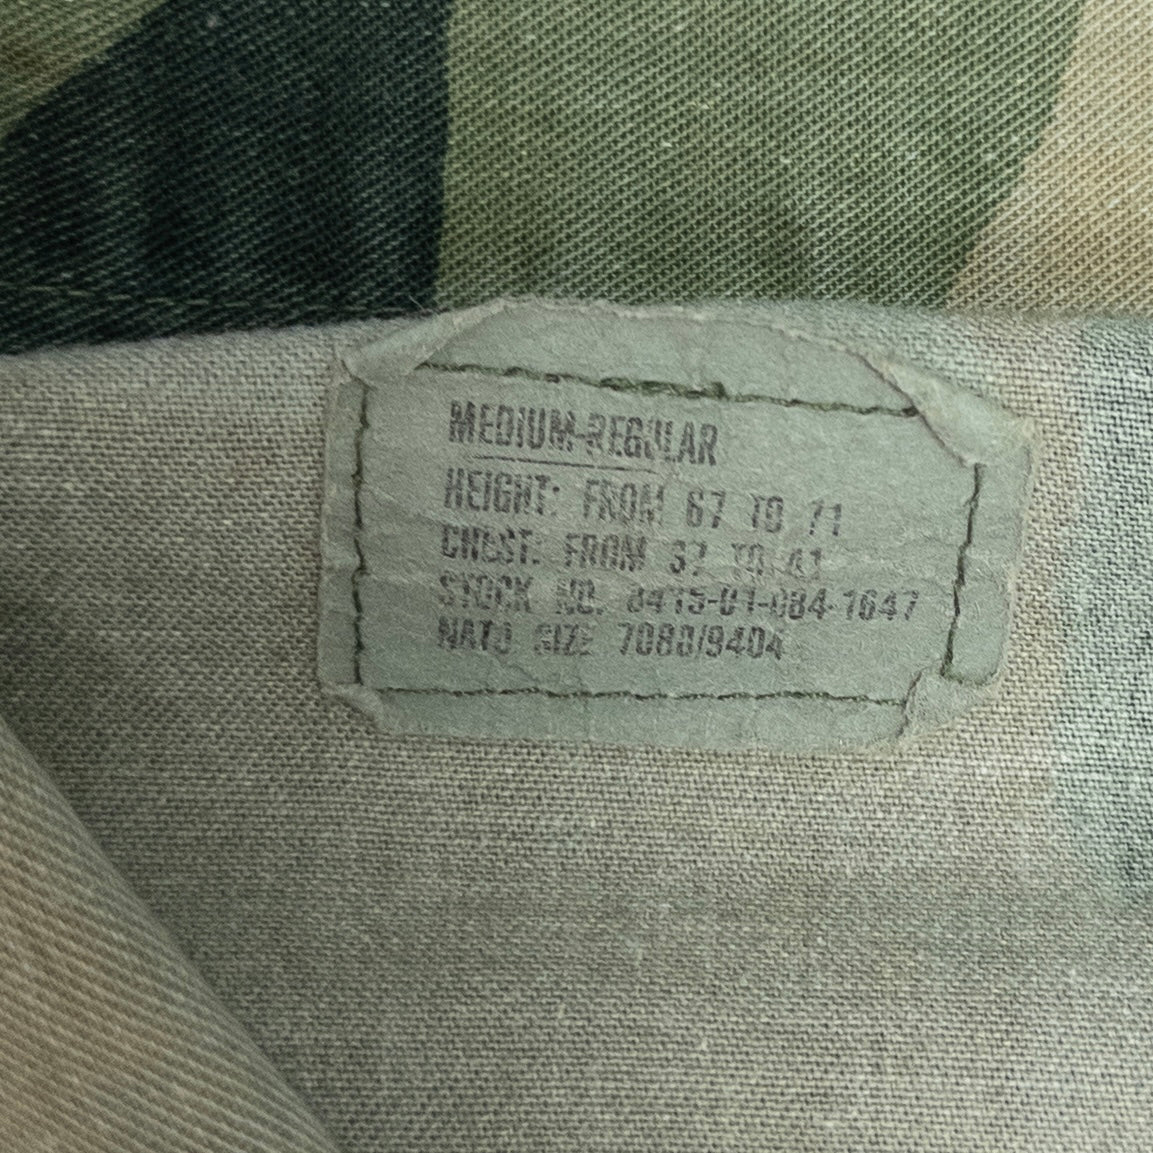 MEDIUM-REGULAR
HEIGHT: FROM 67 TO 71
CHEST: FROM 37 TO 41
STOCK NO. 8415-01-084-1647
NATO SIZE 7080/9404